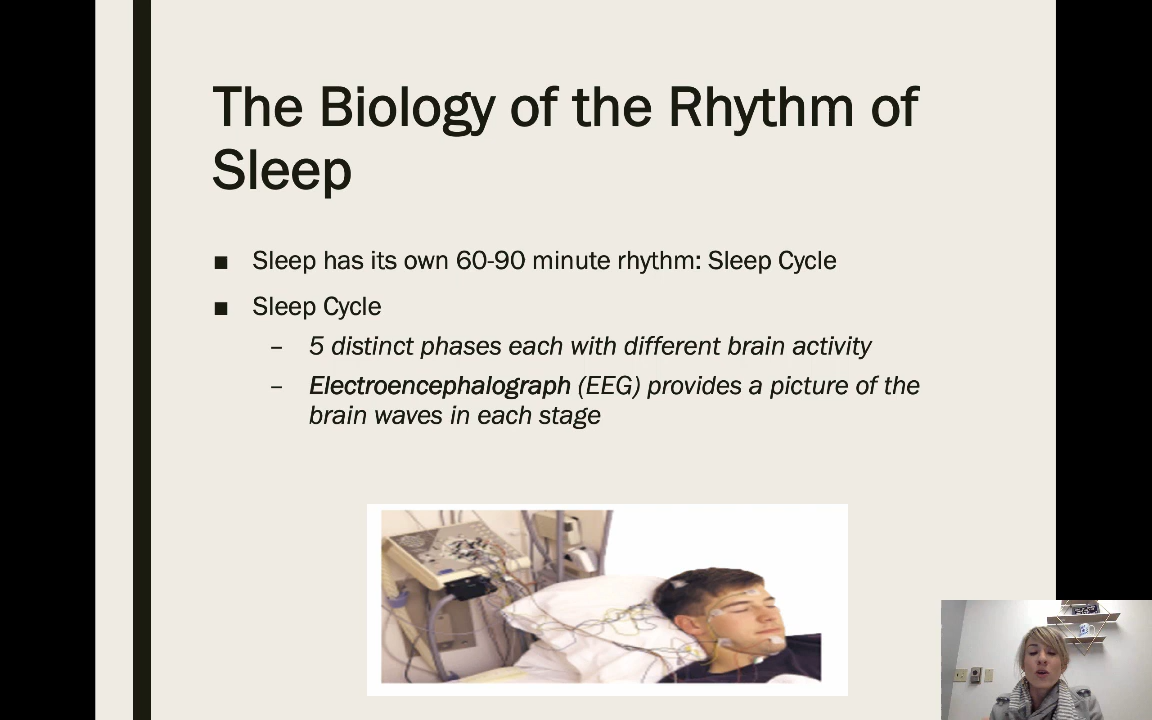 The Biology of the Rhythm of
Sleep
■ Sleep has its own 60-90 minute rhythm: Sleep Cycle
■ Sleep Cycle
– 5 distinct phases each with different brain activity
– Electroencephalograph (EEG) provides a picture of the
brain waves in each stage